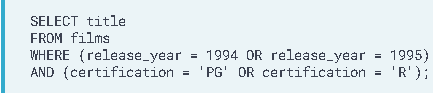 SELECT title
FROM films
WHERE (release_year = 1994 OR release_year = 1995)
AND (certification = 'PG' OR certification = 'R');